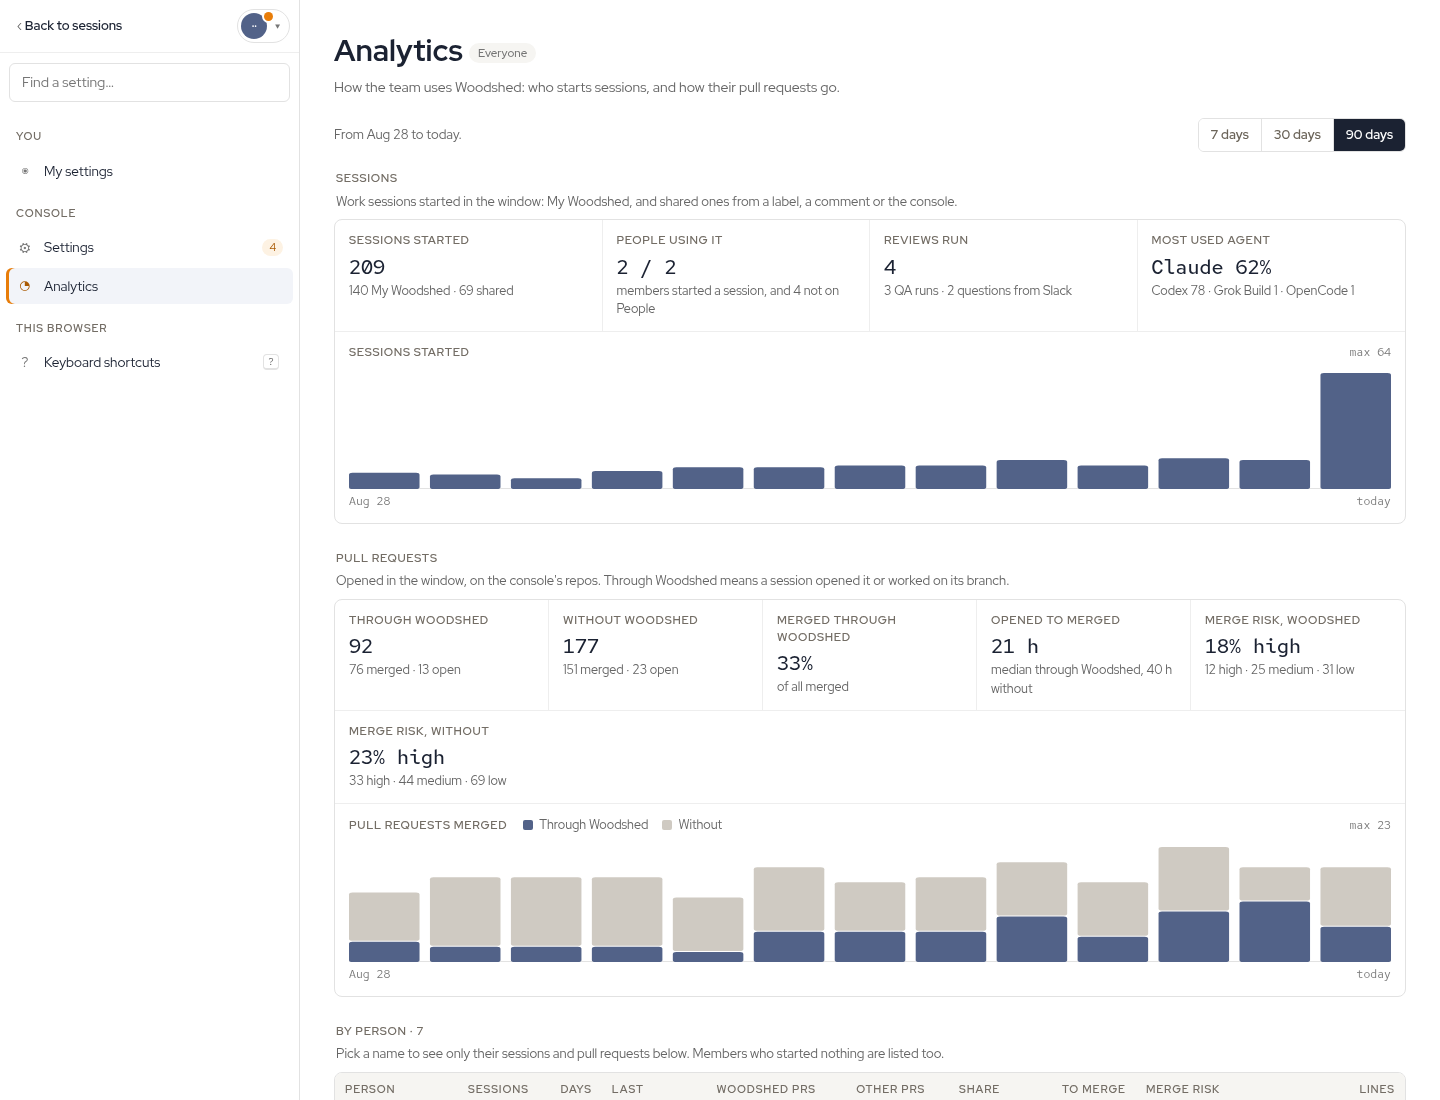 ‹ Back to sessions
Find a setting...
YOU
My settings
CONSOLE
Settings 4
Analytics
THIS BROWSER
? Keyboard shortcuts ?
Analytics Everyone
How the team uses Woodshed: who starts sessions, and how their pull requests go.
From Aug 28 to today.
7 days 30 days 90 days
SESSIONS
Work sessions started in the window: My Woodshed, and shared ones from a label, a comment or the console.
SESSIONS STARTED
209
140 My Woodshed · 69 shared
PEOPLE USING IT
2 / 2
members started a session, and 4 not on
People
REVIEWS RUN
4
3 QA runs · 2 questions from Slack
MOST USED AGENT
Claude 62%
Codex 78 · Grok Build 1 · OpenCode 1
SESSIONS STARTED
max 64
Aug 28
today
PULL REQUESTS
Opened in the window, on the console's repos. Through Woodshed means a session opened it or worked on its branch.
THROUGH WOODSHED
92
76 merged · 13 open
WITHOUT WOODSHED
177
151 merged · 23 open
MERGED THROUGH
WOODSHED
33%
of all merged
OPENED TO MERGED
21 h
median through Woodshed, 40 h
without
MERGE RISK, WOODSHED
18% high
12 high · 25 medium · 31 low
MERGE RISK, WITHOUT
23% high
33 high · 44 medium · 69 low
PULL REQUESTS MERGED Through Woodshed Without
max 23
Aug 28
today
BY PERSON · 7
Pick a name to see only their sessions and pull requests below. Members who started nothing are listed too.
PERSON SESSIONS DAYS LAST WOODSHED PRS OTHER PRS SHARE TO MERGE MERGE RISK LINES